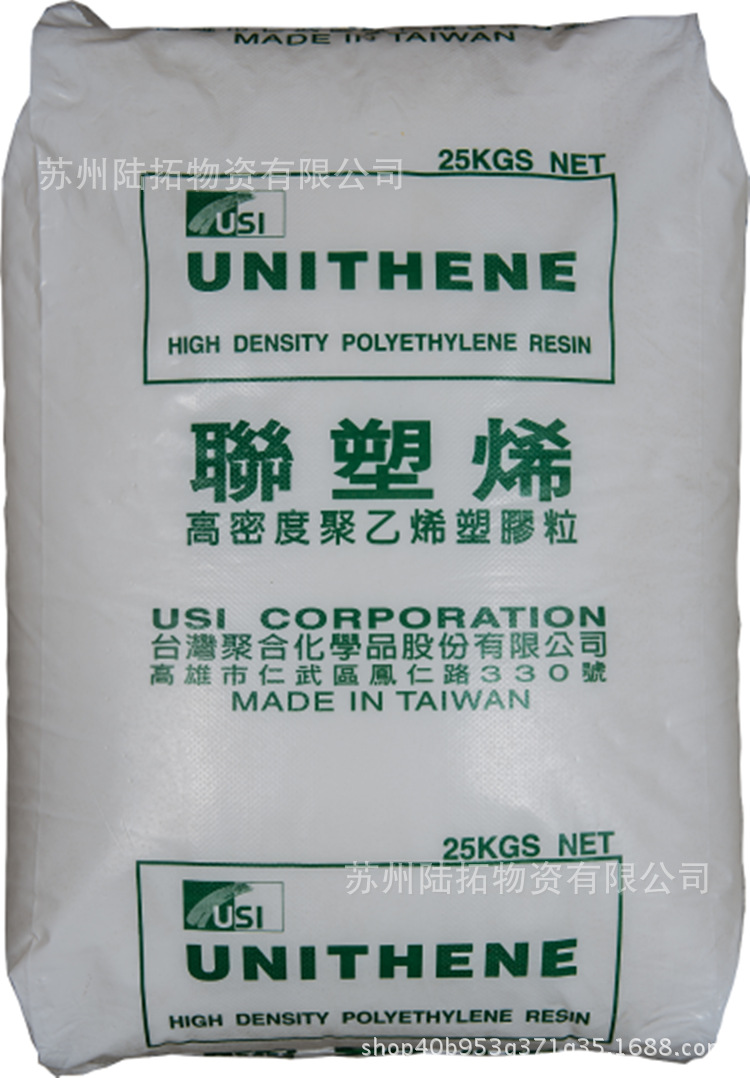 MADE IN TAIWAN
25KGS NET
苏州陆拓物资有限公司
USI
UNITHENE
HIGH DENSITY POLYETHYLENE RESIN
聯塑烯
高密度聚乙烯塑膠粒
USI CORPORATION
台灣聚合化學品股份有限公司
高雄市仁武區鳳仁路330號
MADE IN TAIWAN
25KGS NET
苏州陆拓物资有限公司
USI
UNITHENE
HIGH DENSITY POLYETHYLENE RESIN